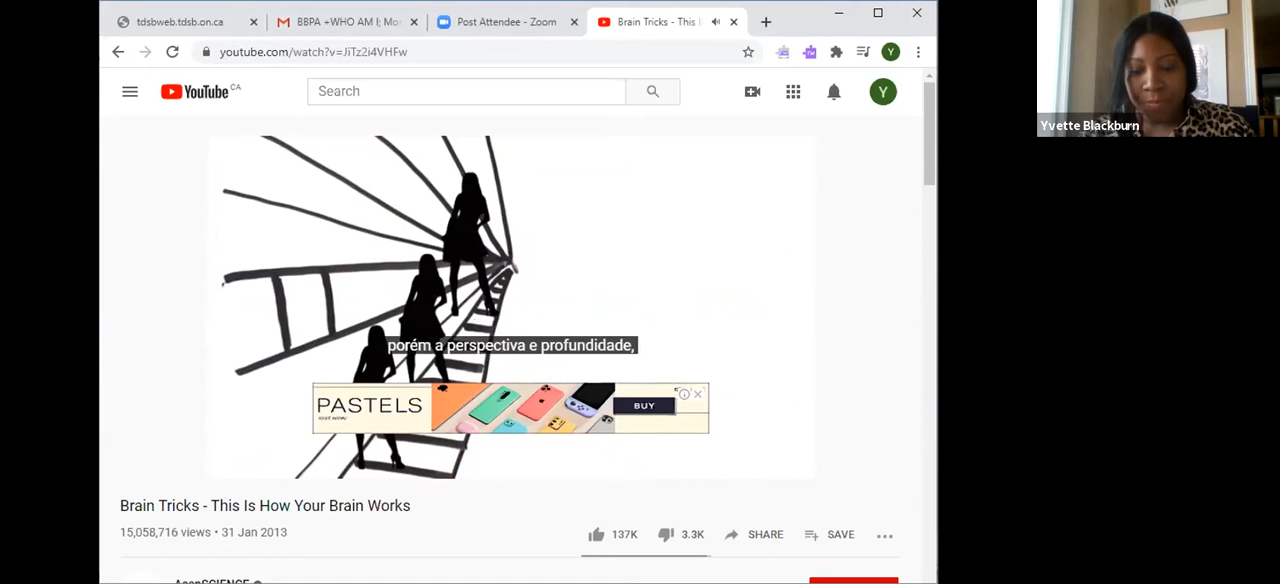 tdsbweb.tdsb.on.ca
BBPA +WHO AM I; Mo
Post Attendee - Zoom
Brain Tricks - This I
youtube.com/watch?v=JiTz2i4VHFw
Y
YouTube CA
Search
Y
Yvette Blackburn
porém a perspectiva e profundidade,
PASTELS
BUY
Brain Tricks - This Is How Your Brain Works
15,058,716 views • 31 Jan 2013
137K
3.3K
SHARE
SAVE
AsapSCIENCE